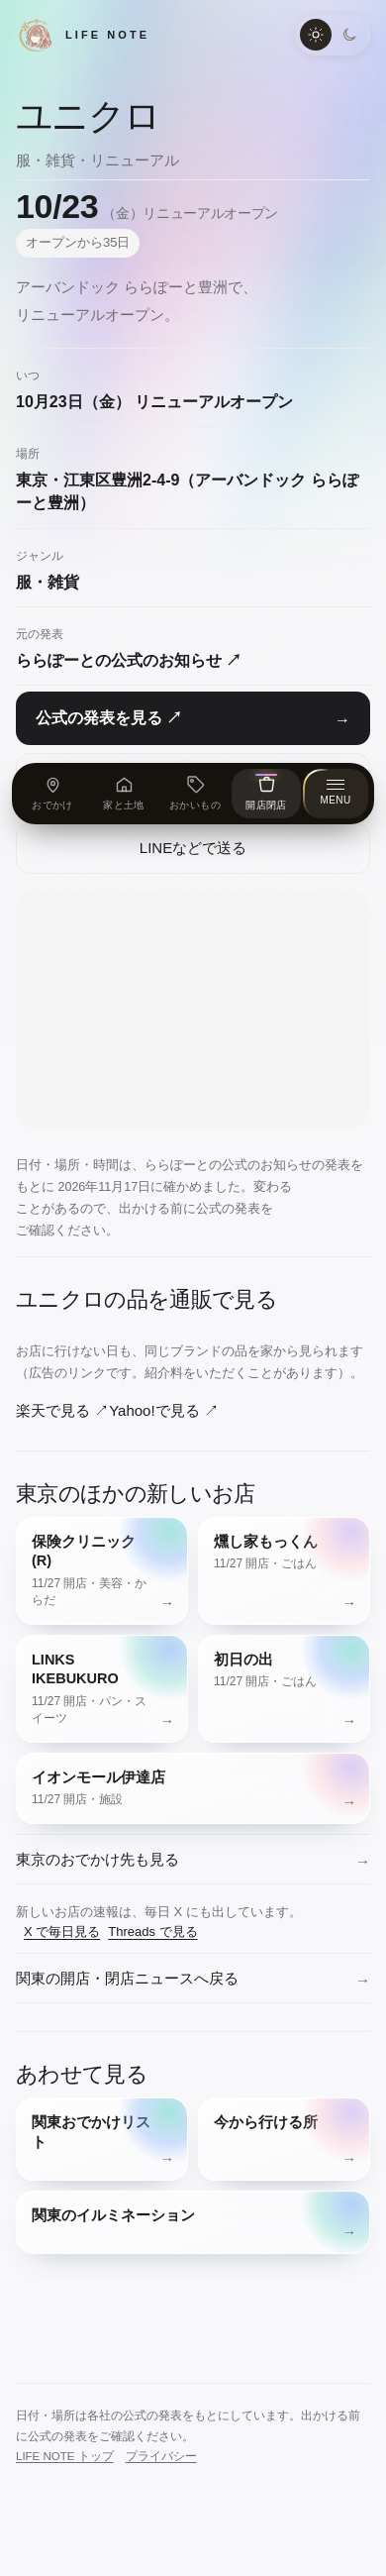 LIFE NOTE
ユニクロ
服・雑貨・リニューアル
10/23（金）リニューアルオープン
オープンから35日
アーバンドック ららぽーと豊洲で、
リニューアルオープン。
いつ
10月23日（金） リニューアルオープン
場所
東京・江東区豊洲2-4-9（アーバンドック ららぽ
ーと豊洲）
ジャンル
服・雑貨
元の発表
ららぽーとの公式のお知らせ ↗
公式の発表を見る ↗ →
おでかけ
家と土地
おかいもの
開店閉店
MENU
LINEなどで送る
日付・場所・時間は、ららぽーとの公式のお知らせの発表を
もとに 2026年11月17日に確かめました。変わる
ことがあるので、出かける前に公式の発表を
ご確認ください。
ユニクロの品を通販で見る
お店に行けない日も、同じブランドの品を家から見られます
（広告のリンクです。紹介料をいただくことがあります）。
楽天で見る ↗Yahoo!で見る ↗
東京のほかの新しいお店
保険クリニック
(R)
11/27 開店・美容・か
らだ →
燻し家もっくん
11/27 開店・ごはん
→
LINKS
IKEBUKURO
11/27 開店・パン・ス
イーツ →
初日の出
11/27 開店・ごはん
→
イオンモール伊達店
11/27 開店・施設 →
東京のおでかけ先も見る →
新しいお店の速報は、毎日 X にも出しています。
X で毎日見る Threads で見る
関東の開店・閉店ニュースへ戻る →
あわせて見る
関東おでかけリス
ト →
今から行ける所
→
関東のイルミネーション
→
日付・場所は各社の公式の発表をもとにしています。出かける前
に公式の発表をご確認ください。
LIFE NOTE トップ プライバシー